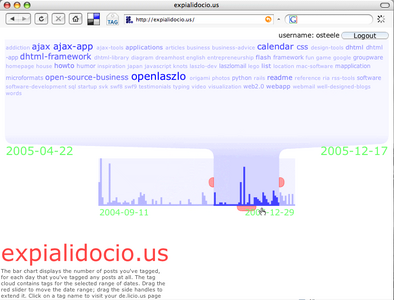 expialidocio.us
http://expialidocio.us/
TAG
username: osteele Logout
addiction ajax ajax-app ajax-tools applications articles business business-advice calendar css design-tools dhtml dhtml
-app dhtml-framework dhtml-library diagram dreamhost english entrepreneurship flash framework fun game google groupware
homepage house howto humor inspiration japan javascript knets laszlo-dev laszlomail lego list location mac-software mapplication
microformats open-source-business openlaszlo origami photos python rails readme reference ria rso-tools software
software-development startup svk swf8 swf9 testimonials typing video visualization web2.0 webapp webmail well-designed-blogs
words
2005-04-22 2005-12-17
2004-09-11 2005-12-29
expialidocio.us
The bar chart displays the number of posts you've tagged,
for each day that you've tagged any posts at all. The tag
cloud contains tags for the selected range of dates. Drag the
red slider to move the date range; drag the side handles to
extend it. Click on a tag name to visit your de.licio.us page